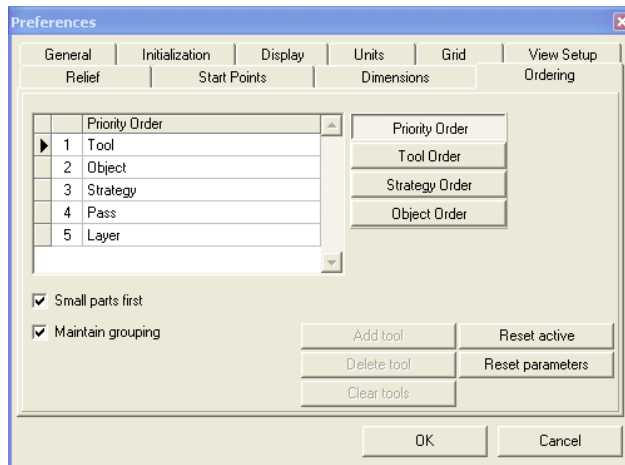 Preferences
General Initialization Display Units Grid View Setup
Relief Start Points Dimensions Ordering
Priority Order
1 Tool
2 Object
3 Strategy
4 Pass
5 Layer
Priority Order
Tool Order
Strategy Order
Object Order
Small parts first
Maintain grouping
Add tool Reset active
Delete tool Reset parameters
Clear tools
OK Cancel